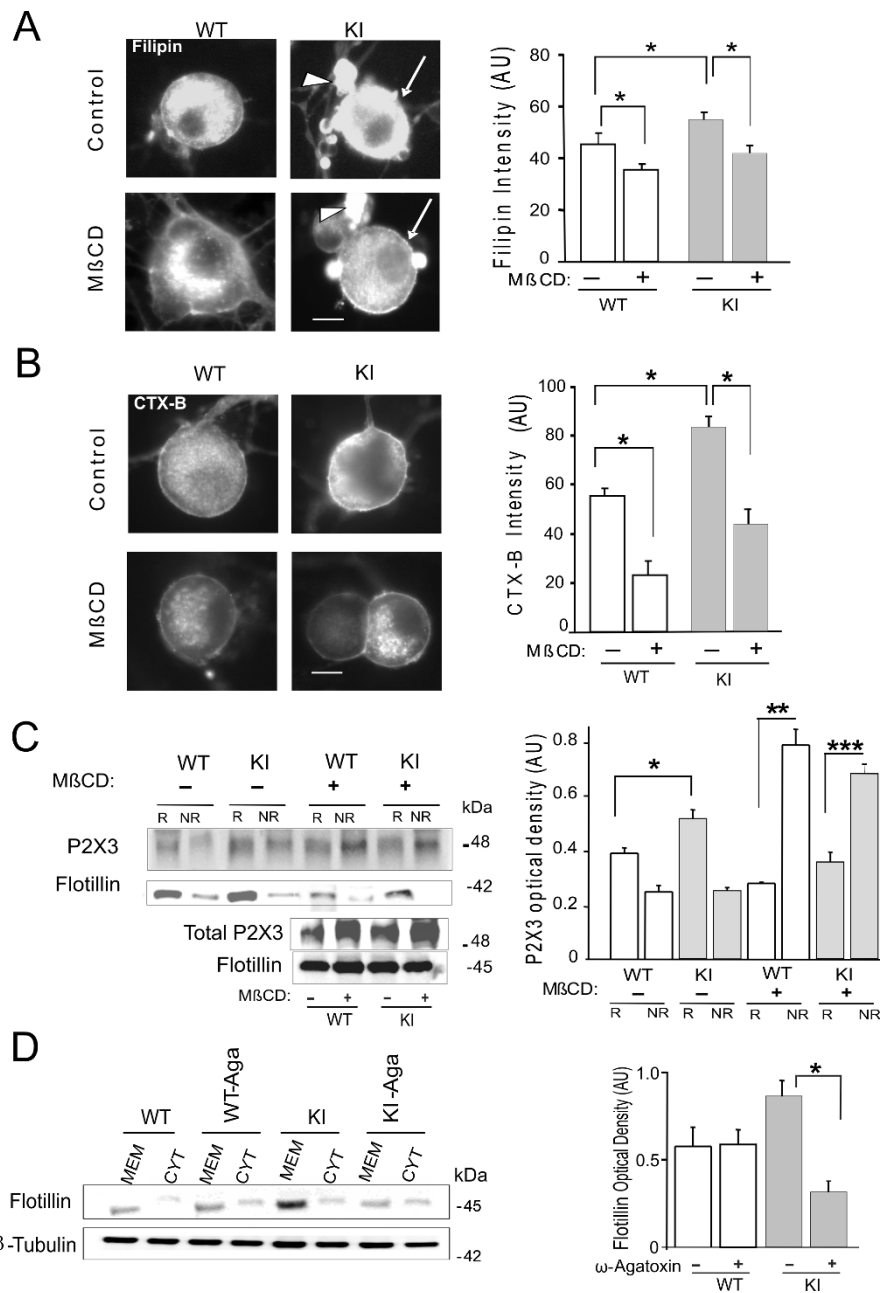 A
WT KI
Filipin
Control
MßCD
Filipin Intensity (AU)
80
60
40
20
0
* * *
MßCD: – + – +
WT KI
B
WT KI
CTX-B
Control
MßCD
CTX-B Intensity (AU)
100
80
60
40
20
0
* * *
MßCD: – + – +
WT KI
C
WT KI WT KI
MßCD: – – + +
R NR R NR R NR R NR kDa
P2X3 -48
Flotillin -42
Total P2X3 -48
Flotillin -45
MßCD: - + - +
WT KI
P2X3 optical density (AU)
0.8
0.6
0.4
0.2
0
* ** ***
WT KI WT KI
MßCD: – – + +
R NR R NR R NR R NR
D
WT WT-Aga KI KI-Aga
MEM CYT MEM CYT MEM CYT MEM CYT kDa
Flotillin -45
-Tubulin -42
Flotillin Optical Density (AU)
1.0
0.5
0
*
ω-Agatoxin – + – +
WT KI